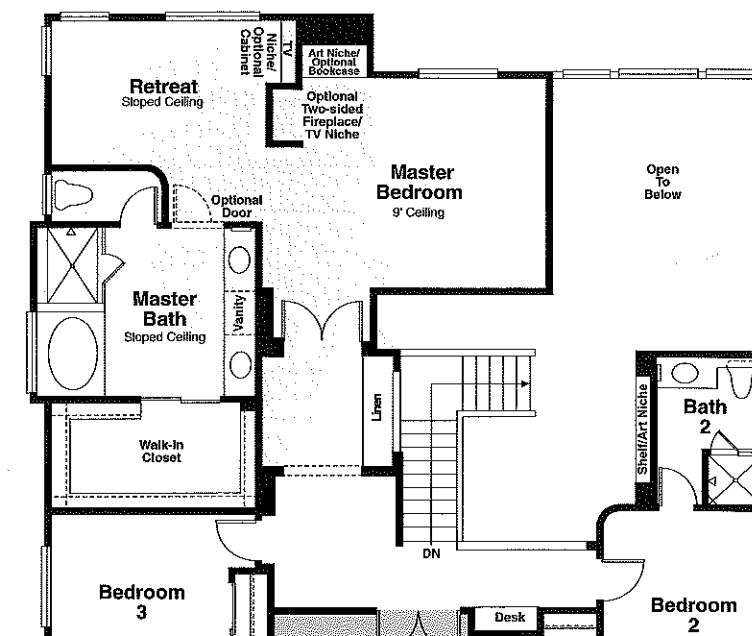 Retreat
Sloped Ceiling
Niche/
Optional
Cabinet
TV
Art Niche/
Optional
Bookcase
Optional
Two-sided
Fireplace/
TV Niche
Master
Bedroom
9' Ceiling
Open
To
Below
Optional
Door
Master
Bath
Sloped Ceiling
Vanity
Walk-In
Closet
Linen
Shelf/Art Niche
Bath
2
DN
Bedroom
3
Desk
Bedroom
2